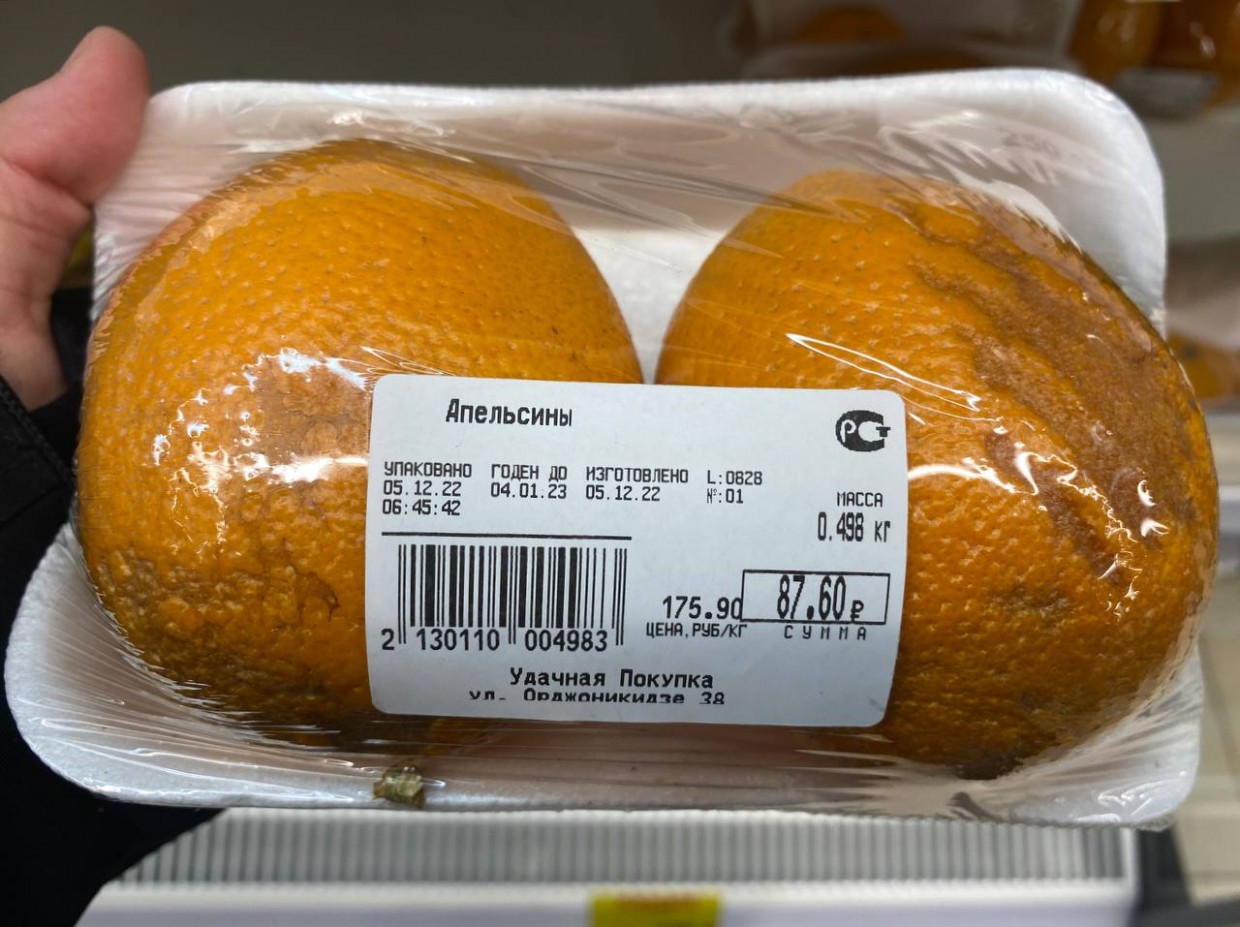 Апельсины
РСТ
УПАКОВАНО ГОДЕН ДО ИЗГОТОВЛЕНО L:0828
05.12.22 04.01.23 05.12.22 №:01
06:45:42
МАССА
0.498 кг
175.90 87.60 ₽
ЦЕНА,РУБ/КГ СУММА
2 130110 004983
Удачная Покупка
ул. Орджоникидзе 38